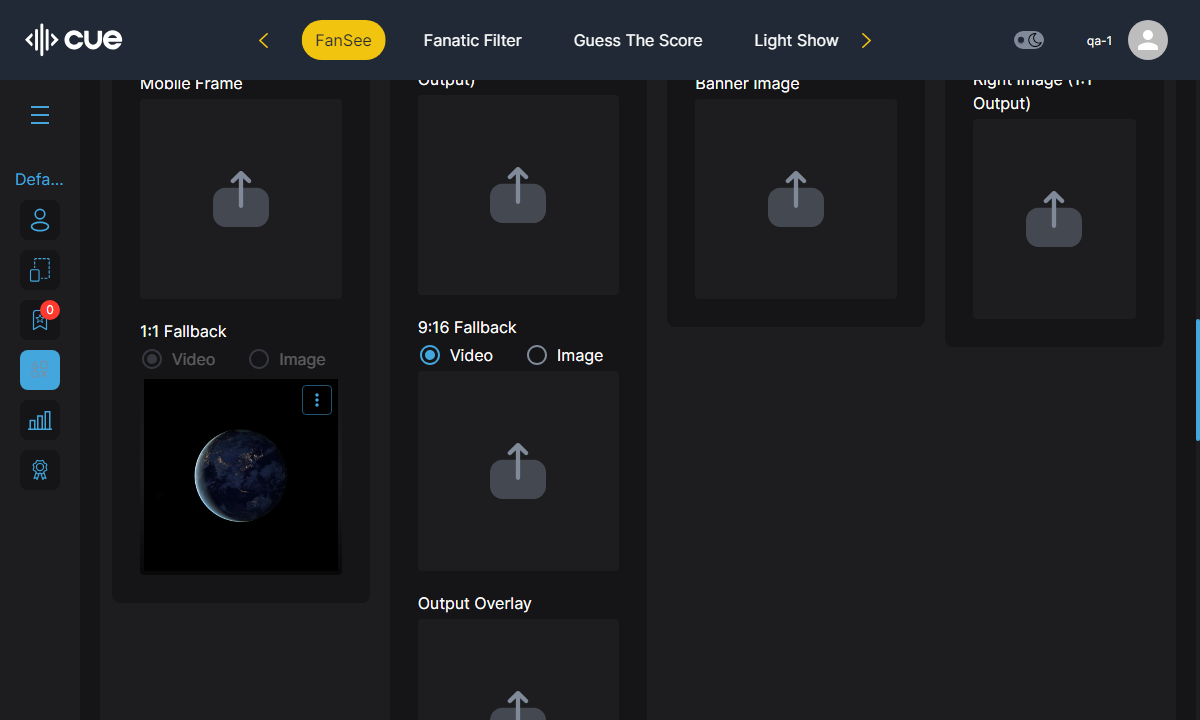 cue
FanSee
Fanatic Filter
Guess The Score
Light Show
qa-1
Defa...
0
Mobile Frame
1:1 Fallback
Video
Image
Output)
9:16 Fallback
Video
Image
Output Overlay
Banner Image
Right Image (1:1
Output)